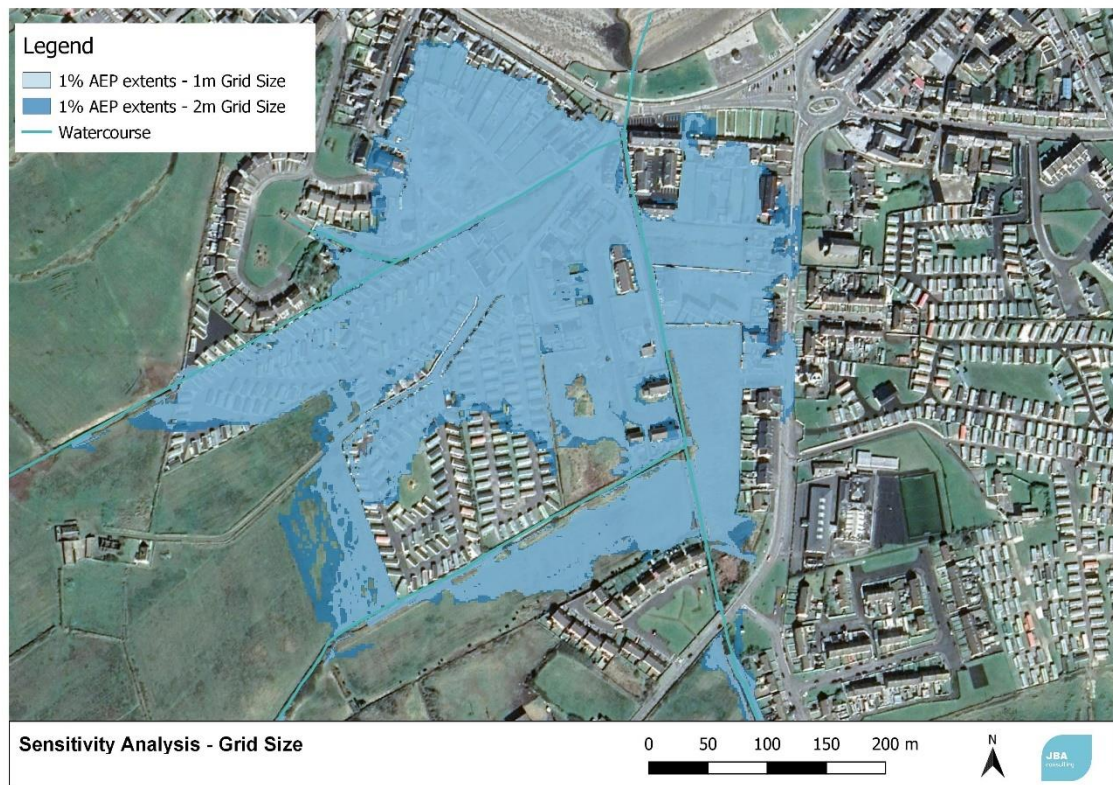 Legend
1% AEP extents - 1m Grid Size
1% AEP extents - 2m Grid Size
Watercourse
Sensitivity Analysis - Grid Size
0 50 100 150 200 m
N
JBA
consulting